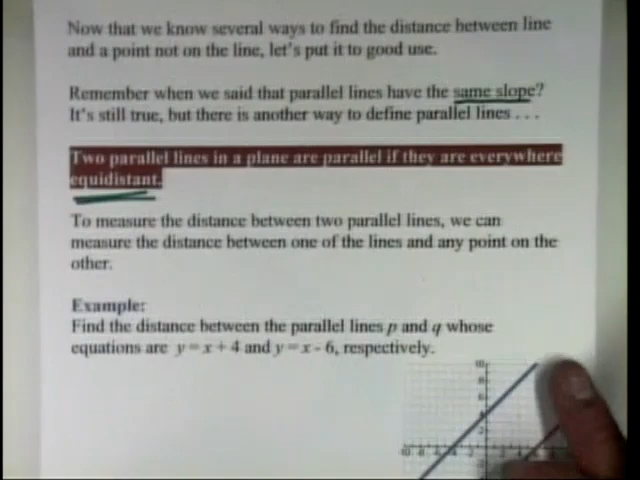 Now that we know several ways to find the distance between line
and a point not on the line, let's put it to good use.
Remember when we said that parallel lines have the same slope?
It's still true, but there is another way to define parallel lines . . .
Two parallel lines in a plane are parallel if they are everywhere
equidistant.
To measure the distance between two parallel lines, we can
measure the distance between one of the lines and any point on the
other.
Example:
Find the distance between the parallel lines p and q whose
equations are y = x + 4 and y = x - 6, respectively.